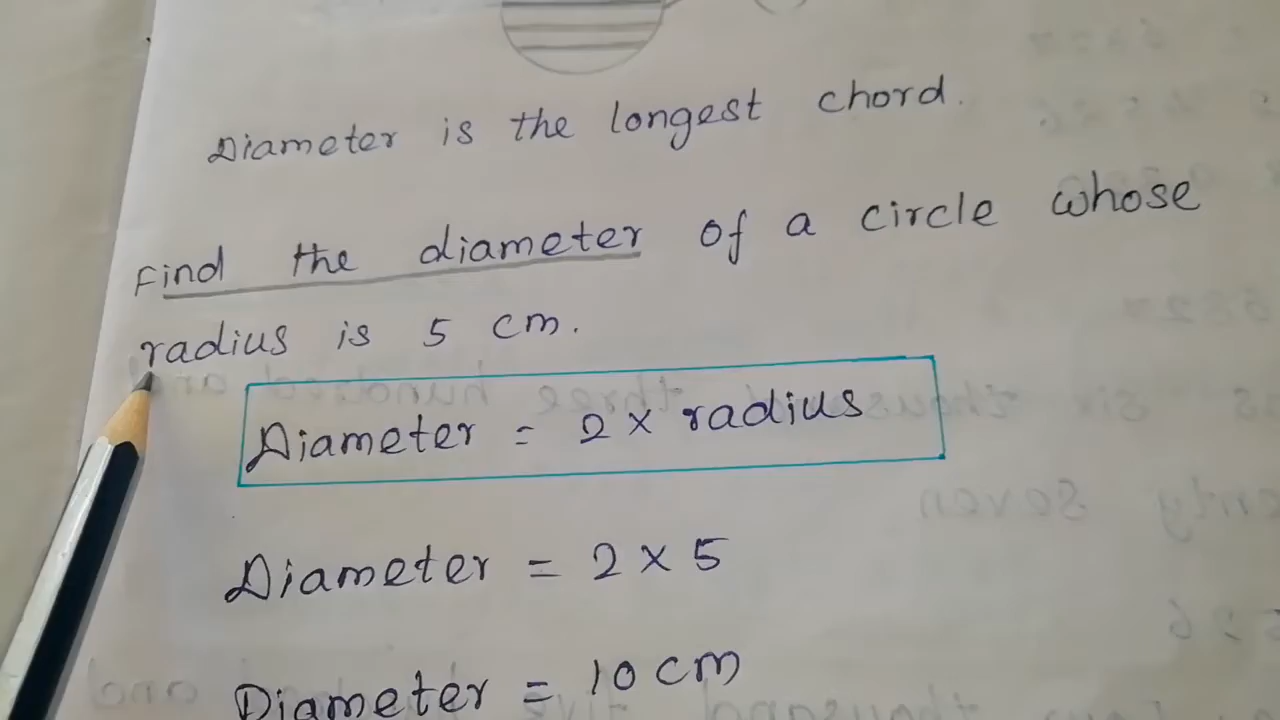 Diameter is the longest chord.
Find the diameter of a circle whose
radius is 5 cm.
Diameter = 2 x radius
Diameter = 2 x 5
Diameter = 10 cm